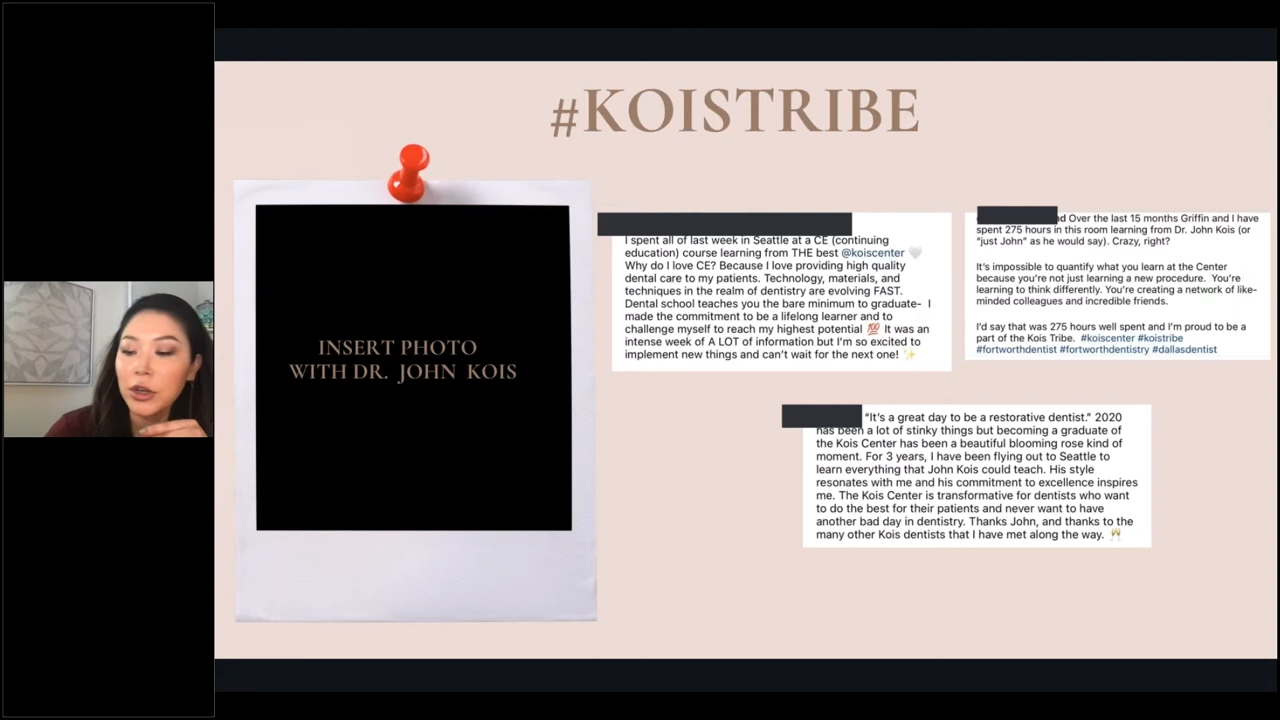 #KOISTRIBE
INSERT PHOTO
WITH DR. JOHN KOIS
I spent all of last week in Seattle at a CE (continuing
education) course learning from THE best @koiscenter 🤍
Why do I love CE? Because I love providing high quality
dental care to my patients. Technology, materials, and
techniques in the realm of dentistry are evolving FAST.
Dental school teaches you the bare minimum to graduate- I
made the commitment to be a lifelong learner and to
challenge myself to reach my highest potential 💯 It was an
intense week of A LOT of information but I'm so excited to
implement new things and can't wait for the next one! ✨
Over the last 15 months Griffin and I have
spent 275 hours in this room learning from Dr. John Kois (or
"just John" as he would say). Crazy, right?
It's impossible to quantify what you learn at the Center
because you're not just learning a new procedure. You're
learning to think differently. You're creating a network of like-
minded colleagues and incredible friends.
I'd say that was 275 hours well spent and I'm proud to be a
part of the Kois Tribe. #koiscenter #koistribe
#fortworthdentist #fortworthdentistry #dallasdentist
"It's a great day to be a restorative dentist." 2020
has been a lot of stinky things but becoming a graduate of
the Kois Center has been a beautiful blooming rose kind of
moment. For 3 years, I have been flying out to Seattle to
learn everything that John Kois could teach. His style
resonates with me and his commitment to excellence inspires
me. The Kois Center is transformative for dentists who want
to do the best for their patients and never want to have
another bad day in dentistry. Thanks John, and thanks to the
many other Kois dentists that I have met along the way. 🥂